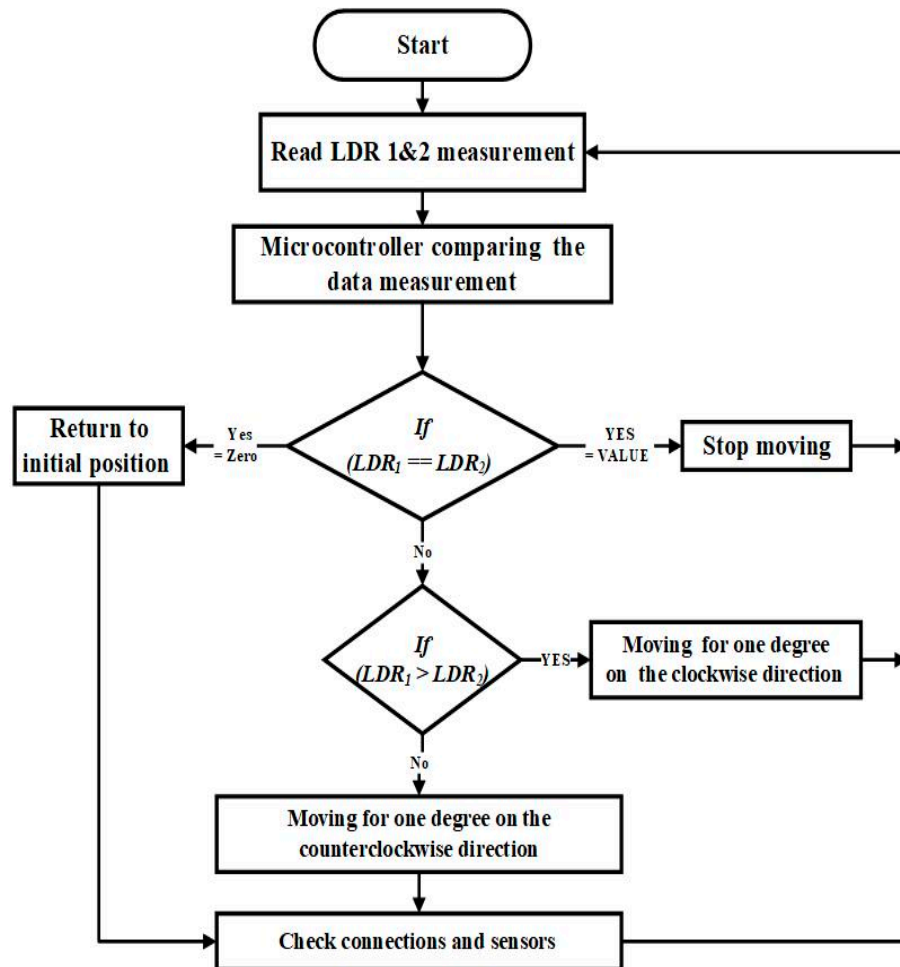 Start
Read LDR 1&2 measurement
Microcontroller comparing the
data measurement
Return to
initial position
Yes
= Zero
If
(LDR₁ == LDR₂)
YES
= VALUE
Stop moving
No
If
(LDR₁ > LDR₂)
YES
Moving for one degree
on the clockwise direction
No
Moving for one degree on the
counterclockwise direction
Check connections and sensors